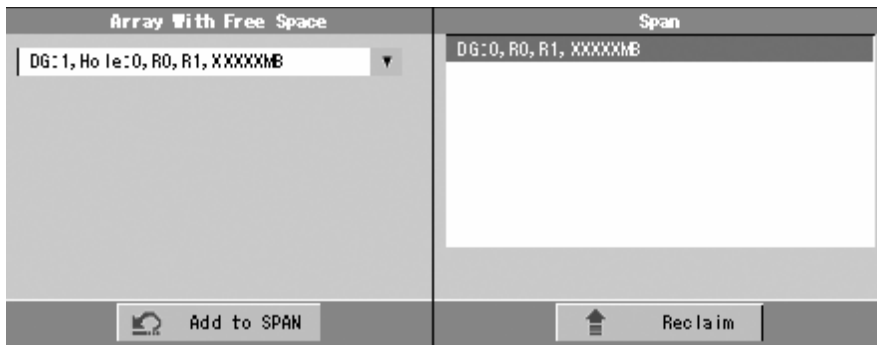 Array With Free Space
DG:1,Hole:0,R0,R1,XXXXXMB
Add to SPAN
Span
DG:0,R0,R1,XXXXXMB
Reclaim